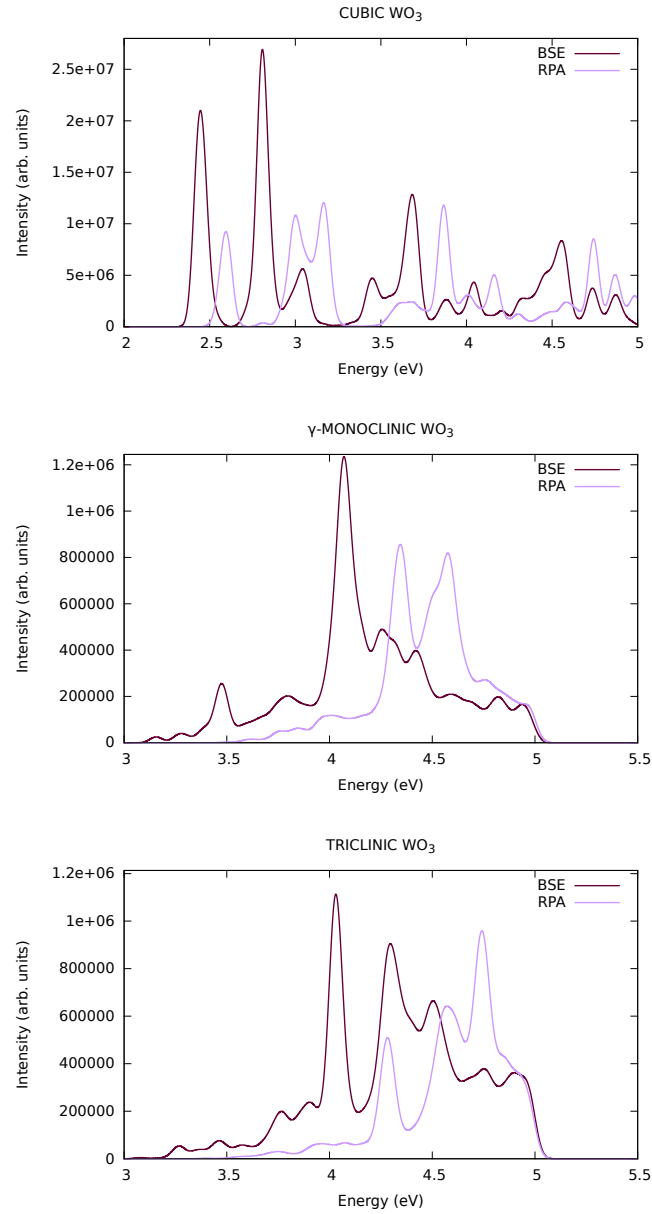 CUBIC WO₃
BSE
RPA
2.5e+07
2e+07
1.5e+07
1e+07
5e+06
0
2 2.5 3 3.5 4 4.5 5
Intensity (arb. units)
Energy (eV)
γ-MONOCLINIC WO₃
BSE
RPA
1.2e+06
1e+06
800000
600000
400000
200000
0
3 3.5 4 4.5 5 5.5
Intensity (arb. units)
Energy (eV)
TRICLINIC WO₃
BSE
RPA
1.2e+06
1e+06
800000
600000
400000
200000
0
3 3.5 4 4.5 5 5.5
Intensity (arb. units)
Energy (eV)